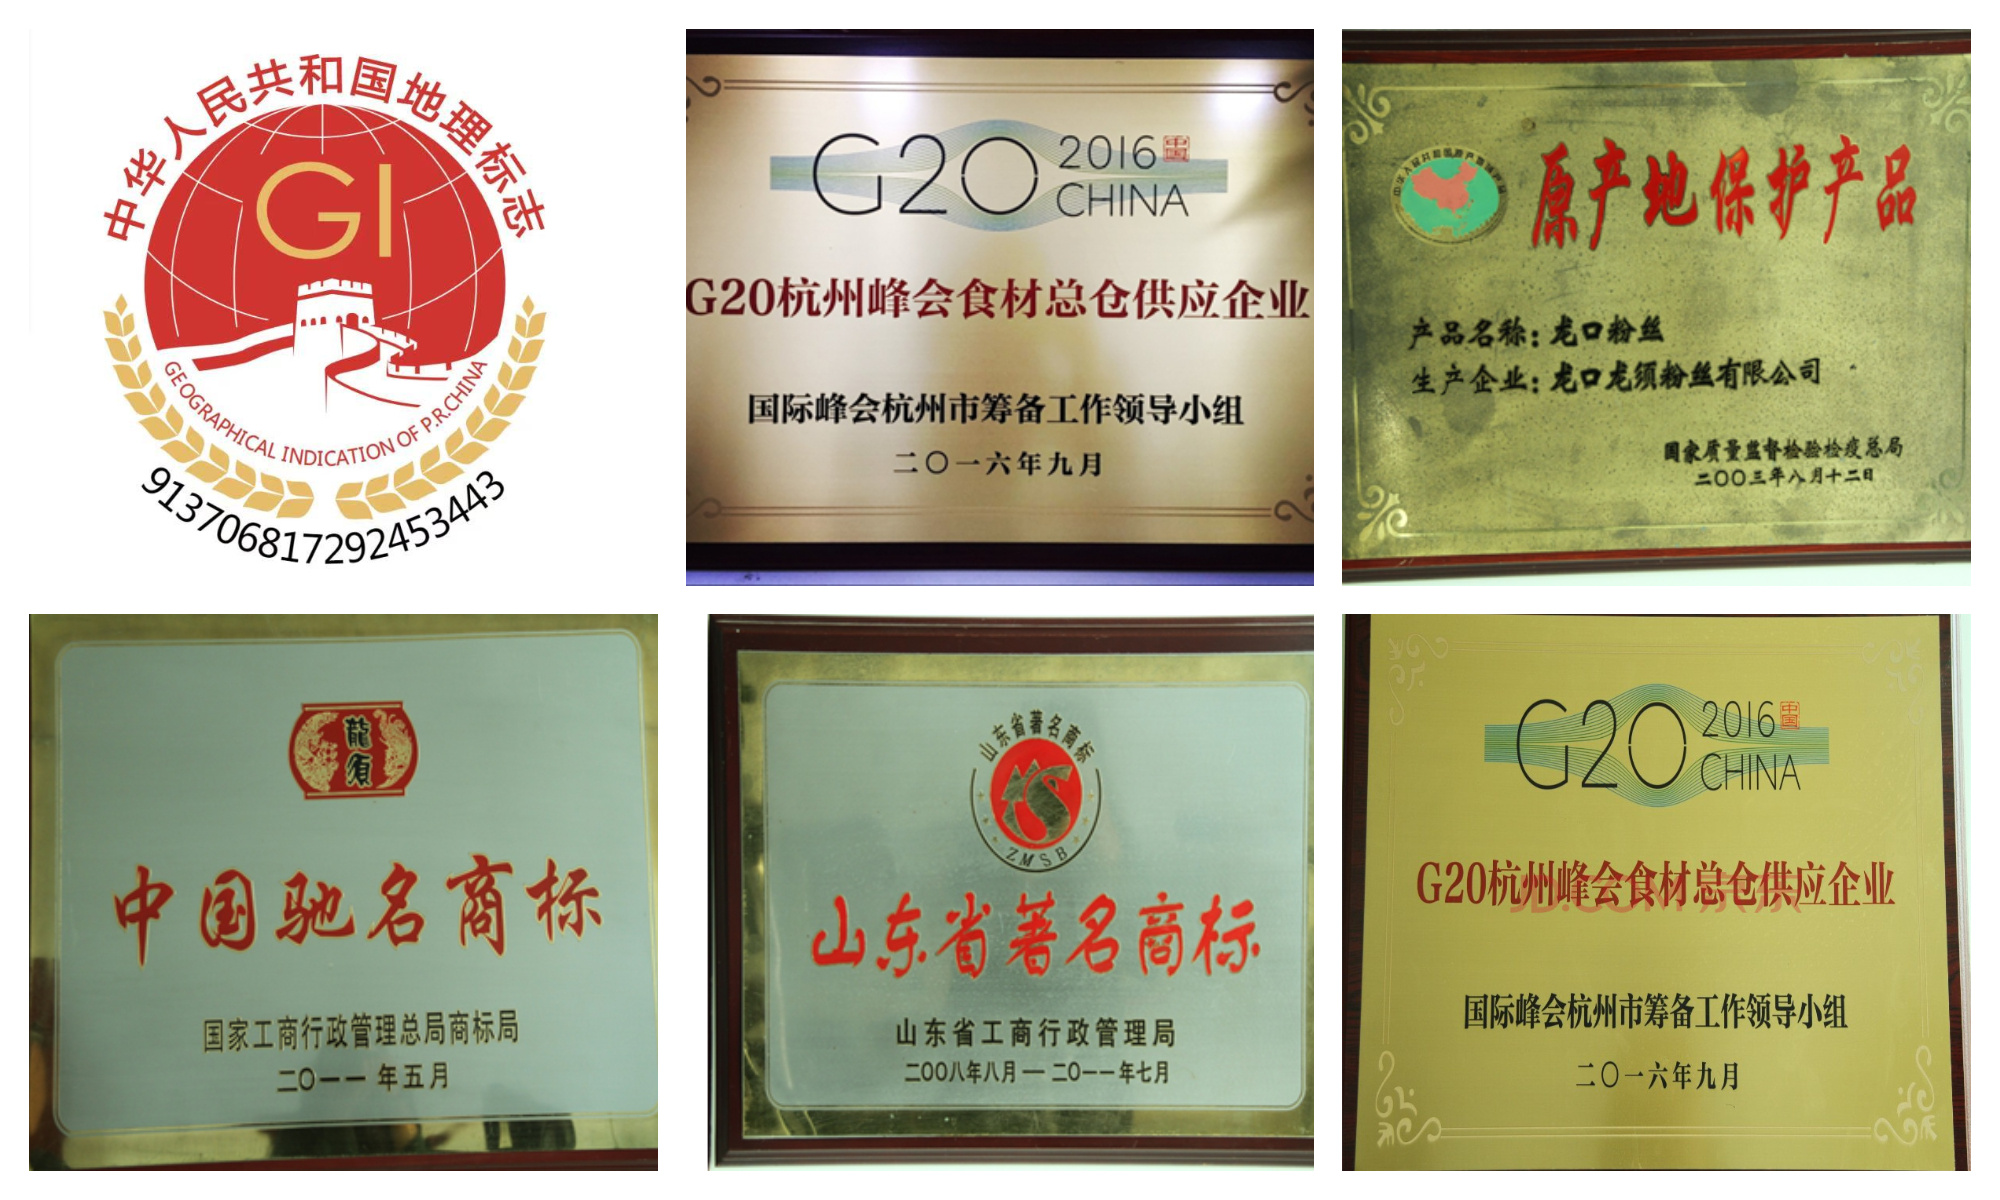 中华人民共和国地理标志
GI
GEOGRAPHICAL INDICATION OF P.R.CHINA
913706817292453443
G20 2016 中国
CHINA
G20杭州峰会食材总仓供应企业
国际峰会杭州市筹备工作领导小组
二〇一六年九月
原产地保护产品
产品名称：龙口粉丝
生产企业：龙口龙须粉丝有限公司
国家质量监督检验检疫总局
二〇〇三年八月十二日
龍須
中国驰名商标
国家工商行政管理总局商标局
二〇一一年五月
山东省著名商标
ZMSB
山东省著名商标
山东省工商行政管理局
二〇〇八年八月一二〇一一年七月
G20 2016 中国
CHINA
G20杭州峰会食材总仓供应企业
JD.COM 京东
国际峰会杭州市筹备工作领导小组
二〇一六年九月